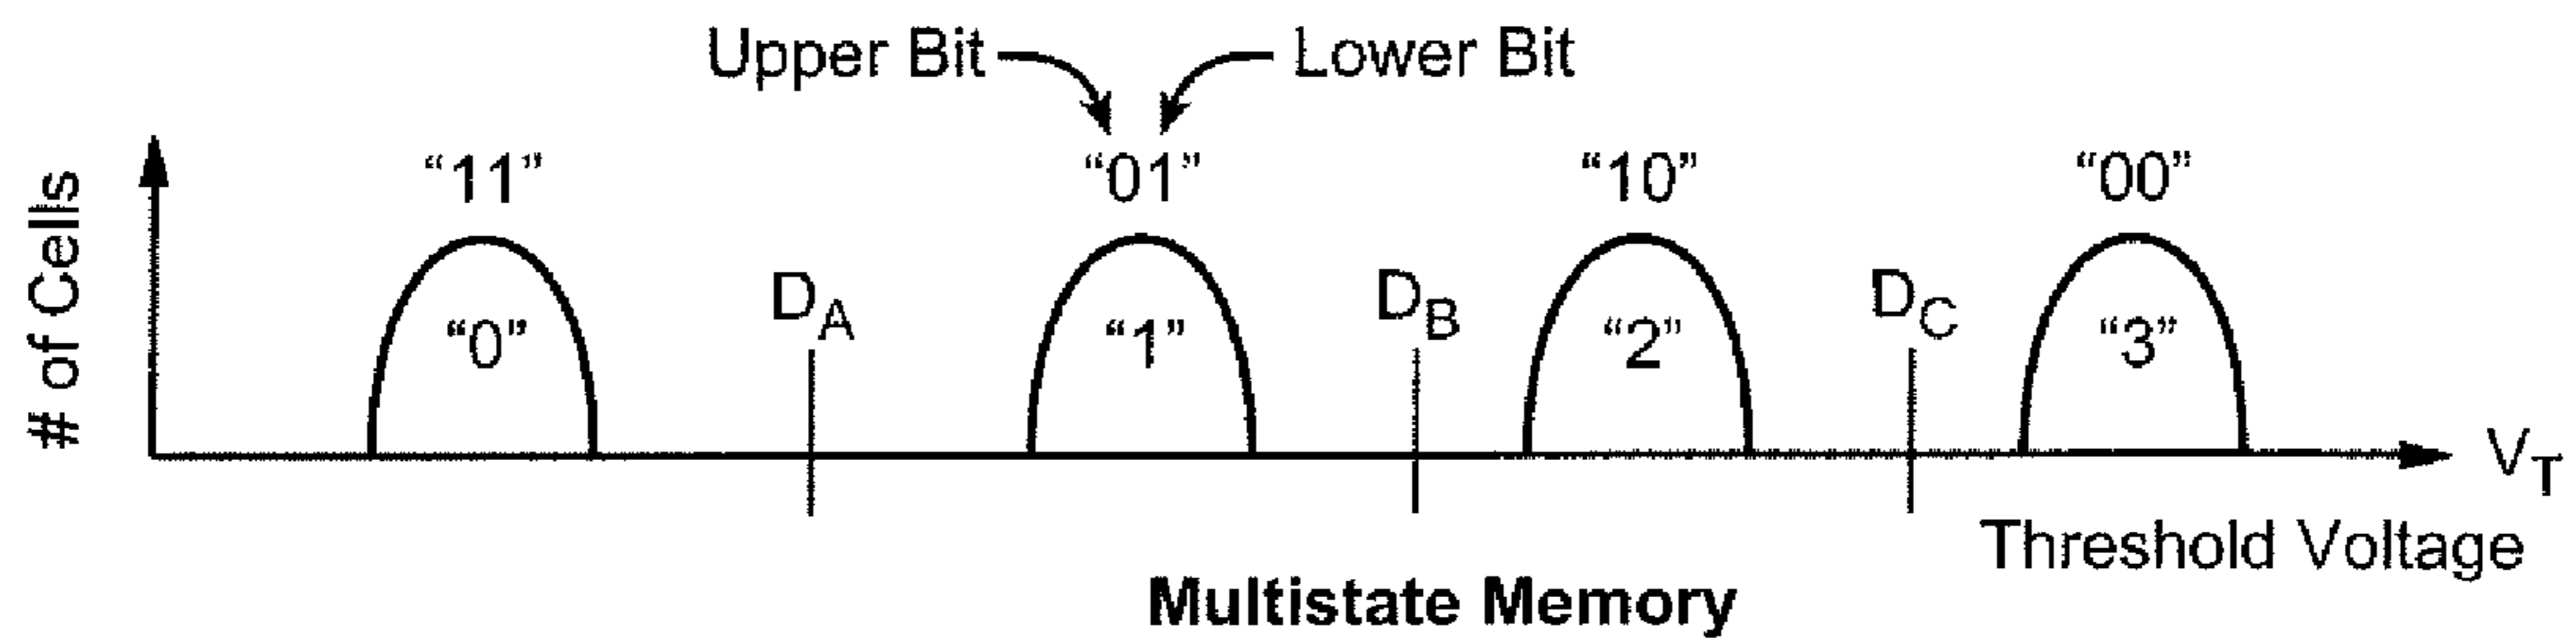 Upper Bit Lower Bit
“11” “01” “10” “00”
# of Cells
“0” DA “1” DB “2” DC “3”
VT
Threshold Voltage
Multistate Memory